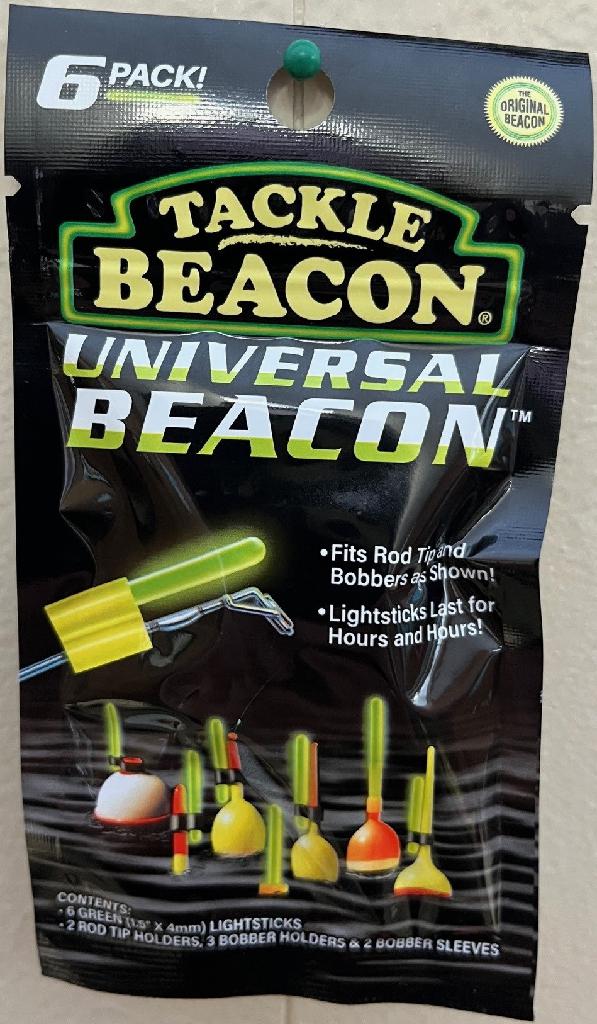 6 PACK!
THE
ORIGINAL
BEACON
TACKLE
BEACON®
UNIVERSAL
BEACON™
•Fits Rod Tip and
Bobbers as Shown!
•Lightsticks Last for
Hours and Hours!
CONTENTS:
- 6 GREEN (1.5" X 4mm) LIGHTSTICKS
- 2 ROD TIP HOLDERS, 3 BOBBER HOLDERS & 2 BOBBER SLEEVES